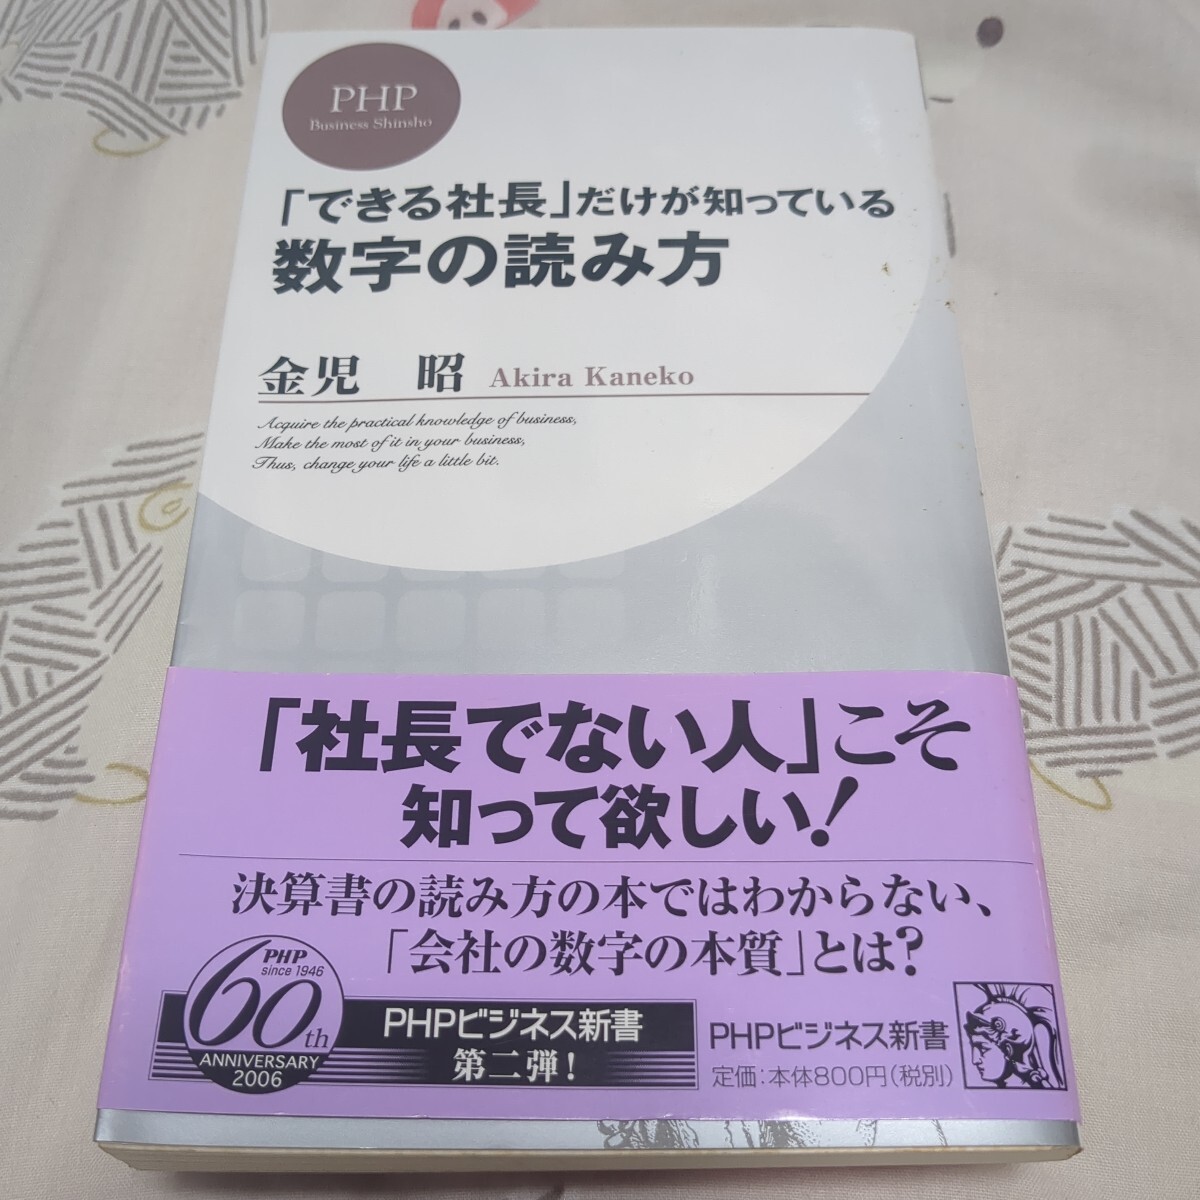 PHP
Business Shinsho
「できる社長」だけが知っている
数字の読み方
金児 昭 Akira Kaneko
Acquire the practical knowledge of business,
Make the most of it in your business,
Thus, change your life a little bit.
「社長でない人」こそ
知って欲しい!
決算書の読み方の本ではわからない、
「会社の数字の本質」とは?
PHP
since 1946
60th
ANNIVERSARY
2006
PHPビジネス新書
第二弾!
PHPビジネス新書
定価:本体800円(税別)